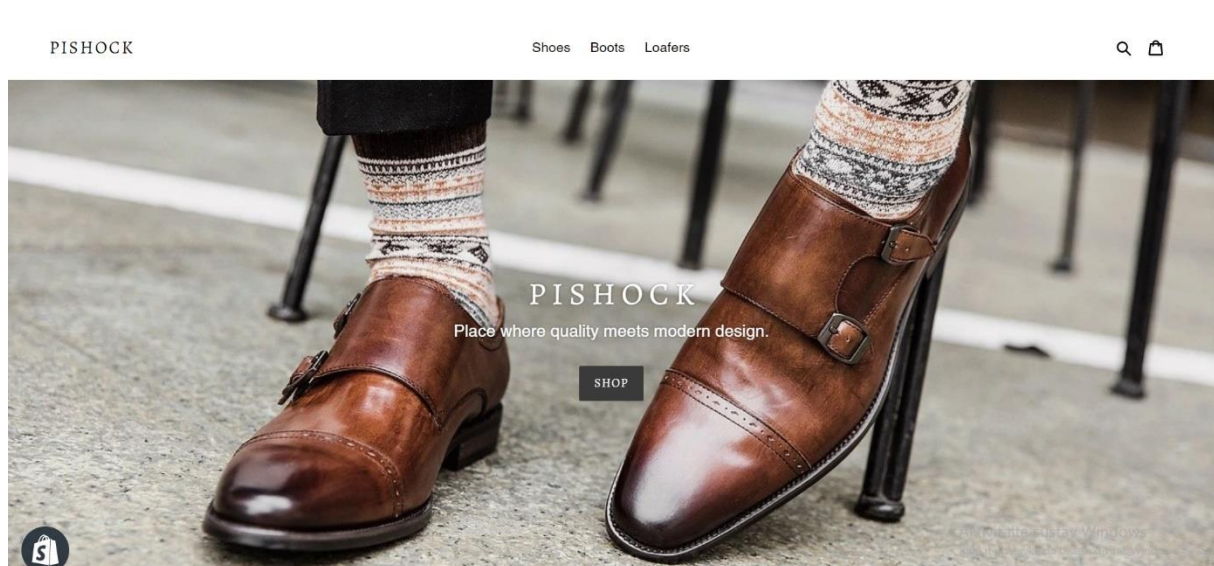 PISHOCK
Shoes Boots Loafers
PISHOCK
Place where quality meets modern design.
SHOP
S